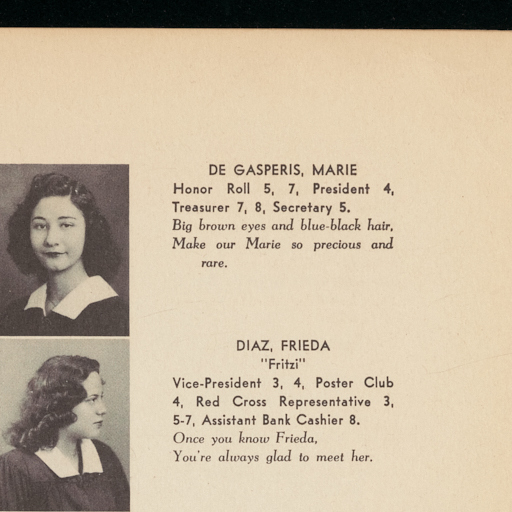 DE GASPERIS, MARIE
Honor Roll 5, 7, President 4,
Treasurer 7, 8, Secretary 5.
Big brown eyes and blue-black hair,
Make our Marie so precious and
rare.
DIAZ, FRIEDA
"Fritzi"
Vice-President 3, 4, Poster Club
4, Red Cross Representative 3,
5-7, Assistant Bank Cashier 8.
Once you know Frieda,
You're always glad to meet her.